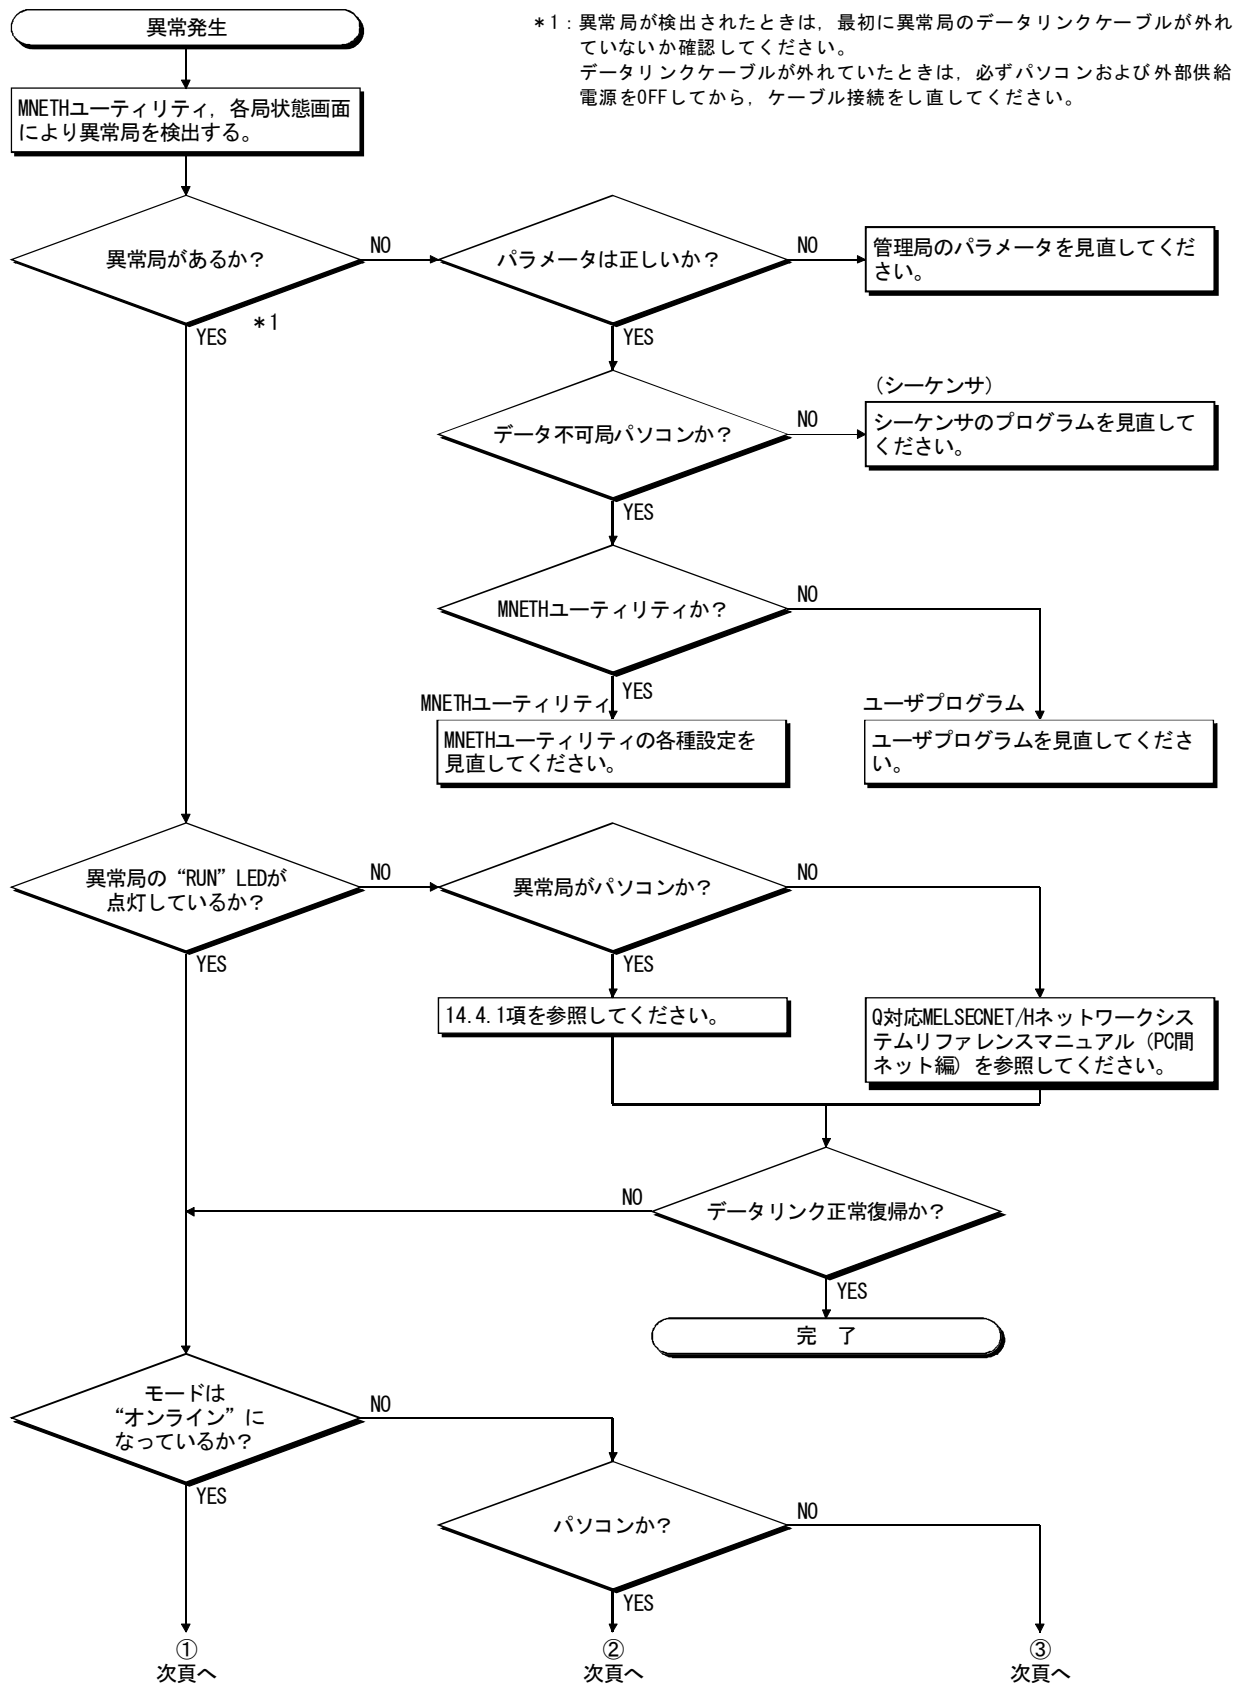 異常発生
*1：異常局が検出されたときは，最初に異常局のデータリンクケーブルが外れ
ていないか確認してください。
データリンクケーブルが外れていたときは，必ずパソコンおよび外部供給
電源をOFFしてから，ケーブル接続をし直してください。
MNETHユーティリティ，各局状態画面
により異常局を検出する。
異常局があるか？
NO
YES
*1
パラメータは正しいか？
NO
YES
管理局のパラメータを見直してくだ
さい。
データ不可局パソコンか？
NO
YES
(シーケンサ)
シーケンサのプログラムを見直して
ください。
MNETHユーティリティか？
NO
YES
MNETHユーティリティ
MNETHユーティリティの各種設定を
見直してください。
ユーザプログラム
ユーザプログラムを見直してくださ
い。
異常局の“RUN”LEDが
点灯しているか？
NO
YES
異常局がパソコンか？
NO
YES
14.4.1項を参照してください。
Q対応MELSECNET/Hネットワークシス
テムリファレンスマニュアル（PC間
ネット編）を参照してください。
データリンク正常復帰か？
NO
YES
完　了
モードは
“オンライン”に
なっているか？
NO
YES
パソコンか？
NO
YES
①
次頁へ
②
次頁へ
③
次頁へ